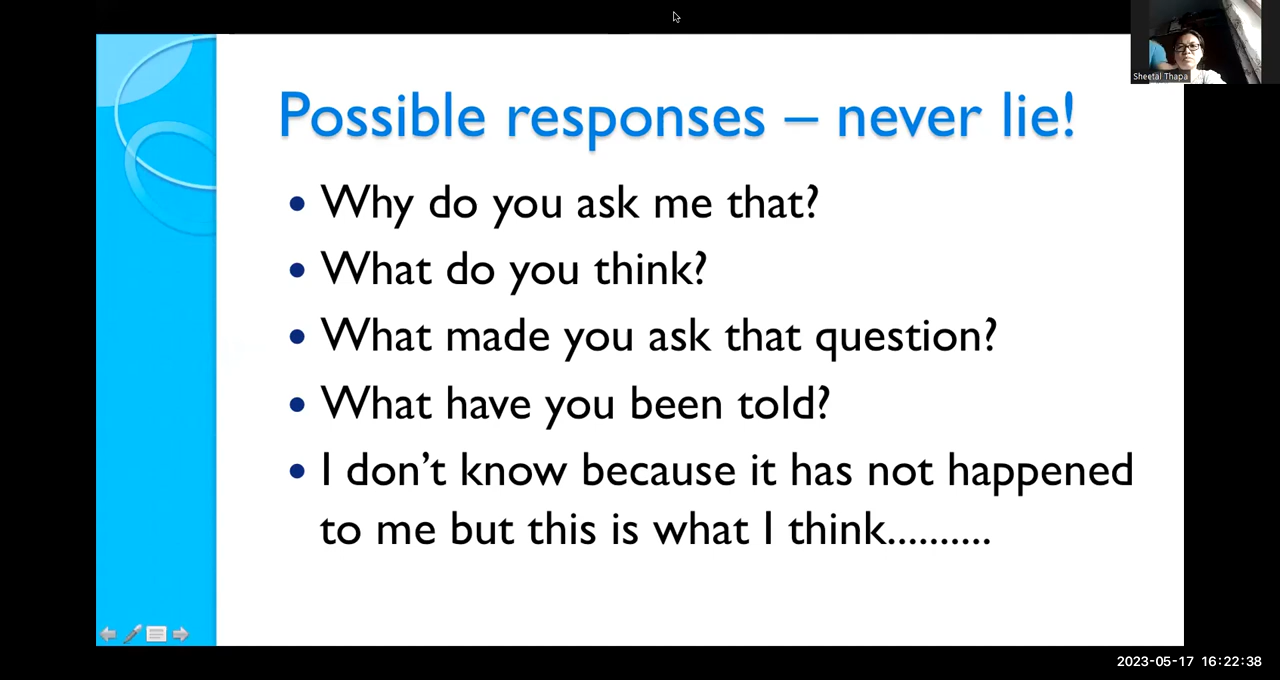 Sheetal Thapa
Possible responses – never lie!
• Why do you ask me that?
• What do you think?
• What made you ask that question?
• What have you been told?
• I don’t know because it has not happened
to me but this is what I think..........
2023-05-17 16:22:38